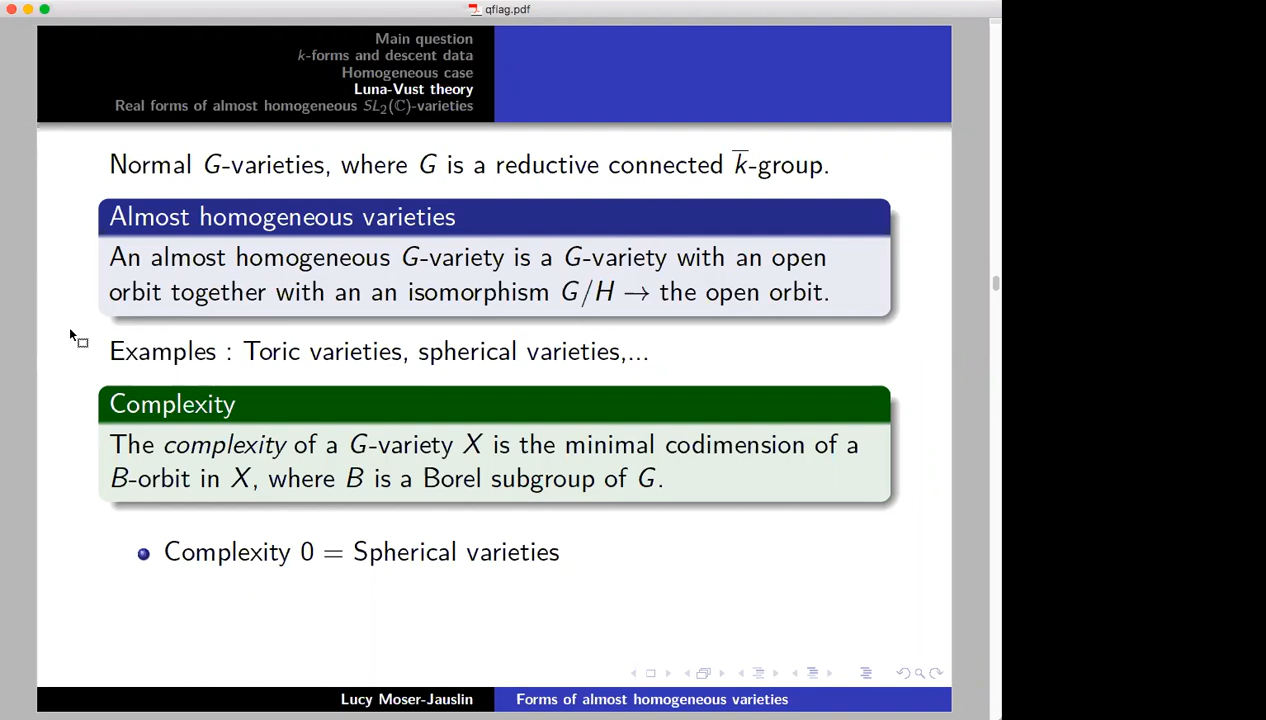 qflag.pdf
Main question
k-forms and descent data
Homogeneous case
Luna-Vust theory
Real forms of almost homogeneous SL₂(ℂ)-varieties
Normal G-varieties, where G is a reductive connected k̅-group.
Almost homogeneous varieties
An almost homogeneous G-variety is a G-variety with an open
orbit together with an an isomorphism G/H → the open orbit.
Examples : Toric varieties, spherical varieties,...
Complexity
The complexity of a G-variety X is the minimal codimension of a
B-orbit in X, where B is a Borel subgroup of G.
Complexity 0 = Spherical varieties
Lucy Moser-Jauslin
Forms of almost homogeneous varieties